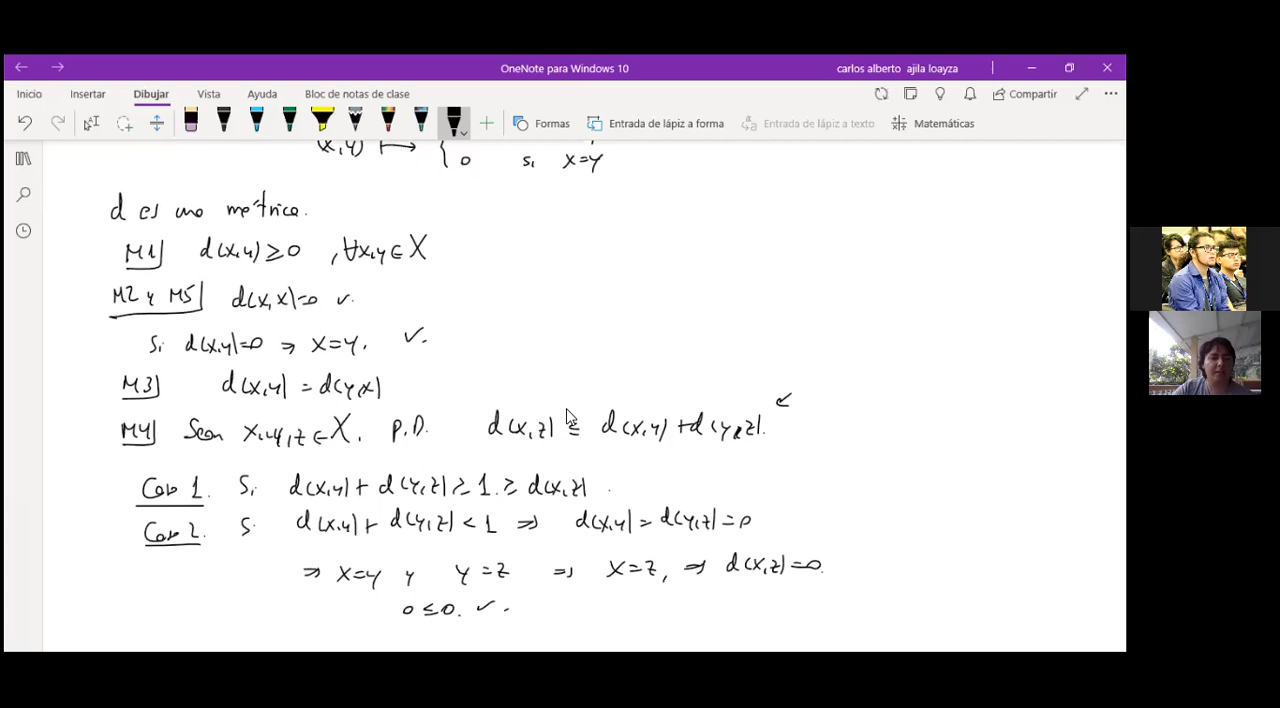 OneNote para Windows 10
carlos alberto ajila loayza
Inicio Insertar Dibujar Vista Ayuda Bloc de notas de clase
Compartir
Formas Entrada de lápiz a forma Entrada de lápiz a texto Matemáticas
(x,y) ⟼ { 0 si x=y
d es una métrica.
M1] d(x,y) ≥ 0 , ∀x,y ∈ X
M2 y M5] d(x,x)=0 ✓.
Si d(x,y)=0 ⇒ x=y. ✓.
M3] d(x,y) = d(y,x)
M4] Sean x,y,z ∈ X. P.D. d(x,z) ≤ d(x,y) + d(y,z). ↙
Caso 1. Si d(x,y) + d(y,z) ≥ 1 ≥ d(x,z) .
Caso 2. Si d(x,y) + d(y,z) < 1 ⇒ d(x,y) = d(y,z) = 0
⇒ x=y y y=z ⇒ x=z, ⇒ d(x,z)=0.
0 ≤ 0. ✓.